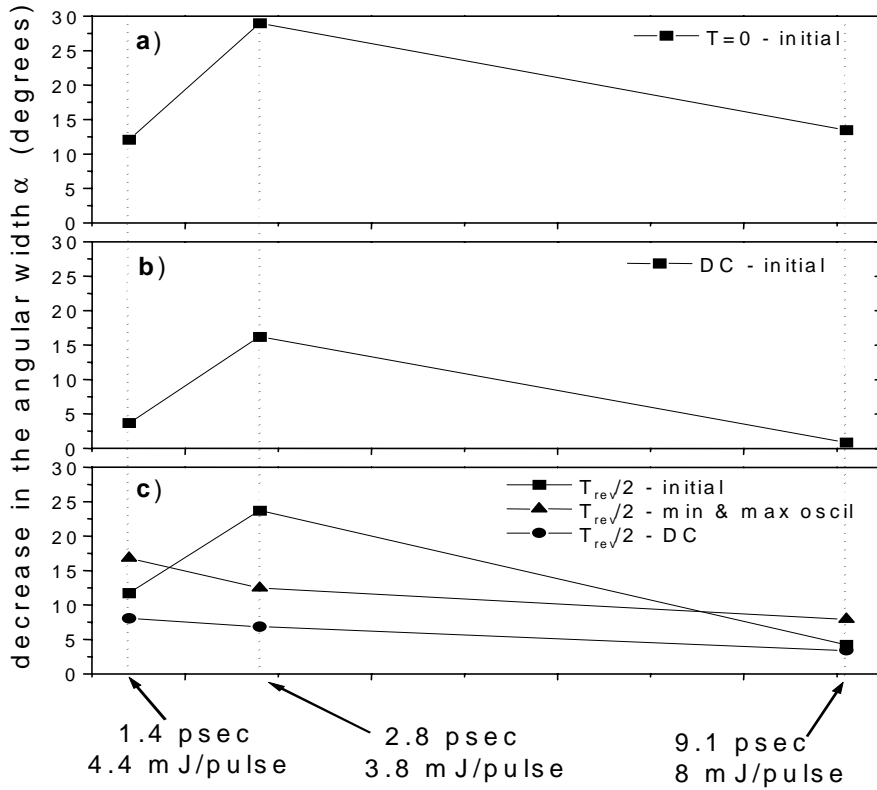 decrease in the angular width α (degrees)
30
25
20
15
10
5
0
a)
T=0 - initial
30
25
20
15
10
5
0
b)
DC - initial
30
25
20
15
10
5
0
c)
Trev/2 - initial
Trev/2 - min & max oscil
Trev/2 - DC
1.4 psec
4.4 mJ/pulse
2.8 psec
3.8 mJ/pulse
9.1 psec
8 mJ/pulse